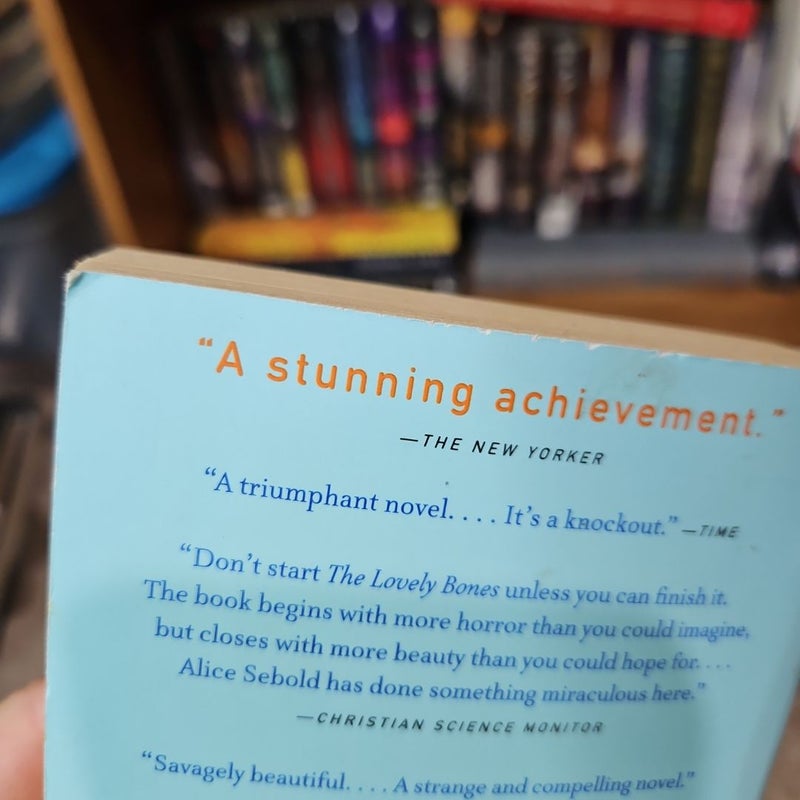 “A stunning achievement.”
—THE NEW YORKER
“A triumphant novel. . . . It’s a knockout.” —TIME
“Don’t start The Lovely Bones unless you can finish it.
The book begins with more horror than you could imagine,
but closes with more beauty than you could hope for. . . .
Alice Sebold has done something miraculous here.”
—CHRISTIAN SCIENCE MONITOR
“Savagely beautiful. . . . A strange and compelling novel.”